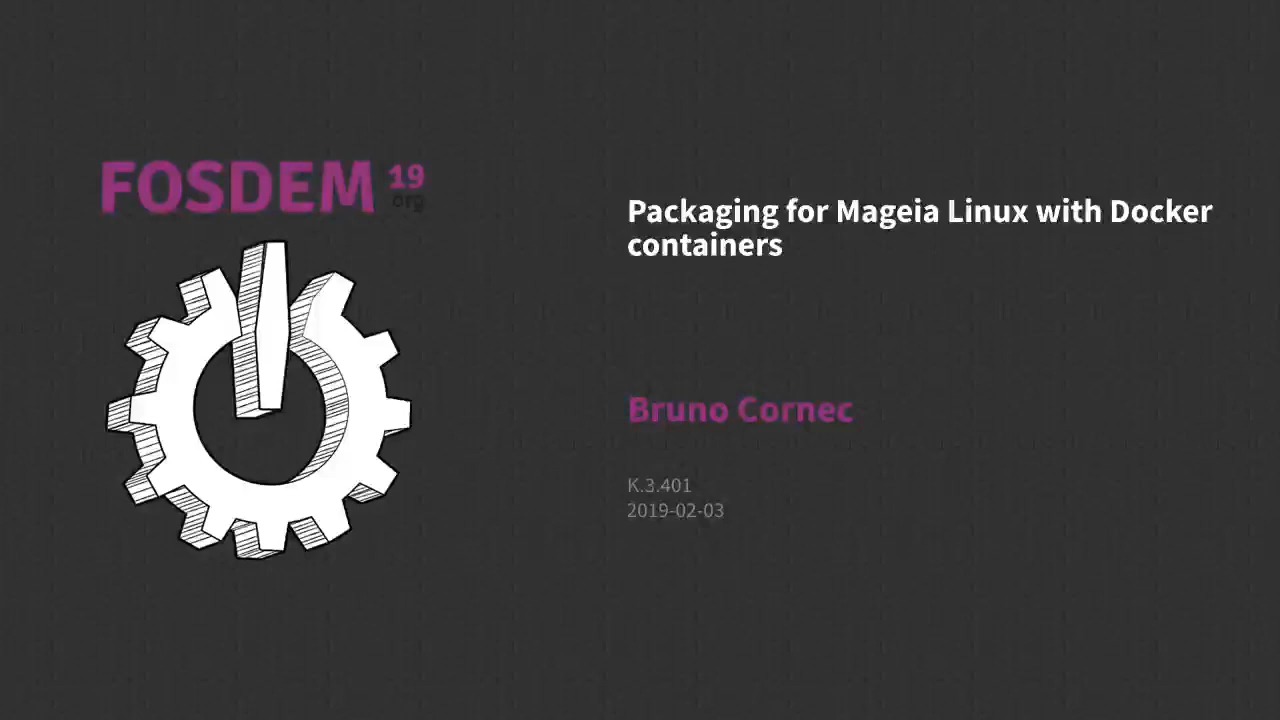 FOSDEM 19
org
Packaging for Mageia Linux with Docker
containers
Bruno Cornec
K.3.401
2019-02-03